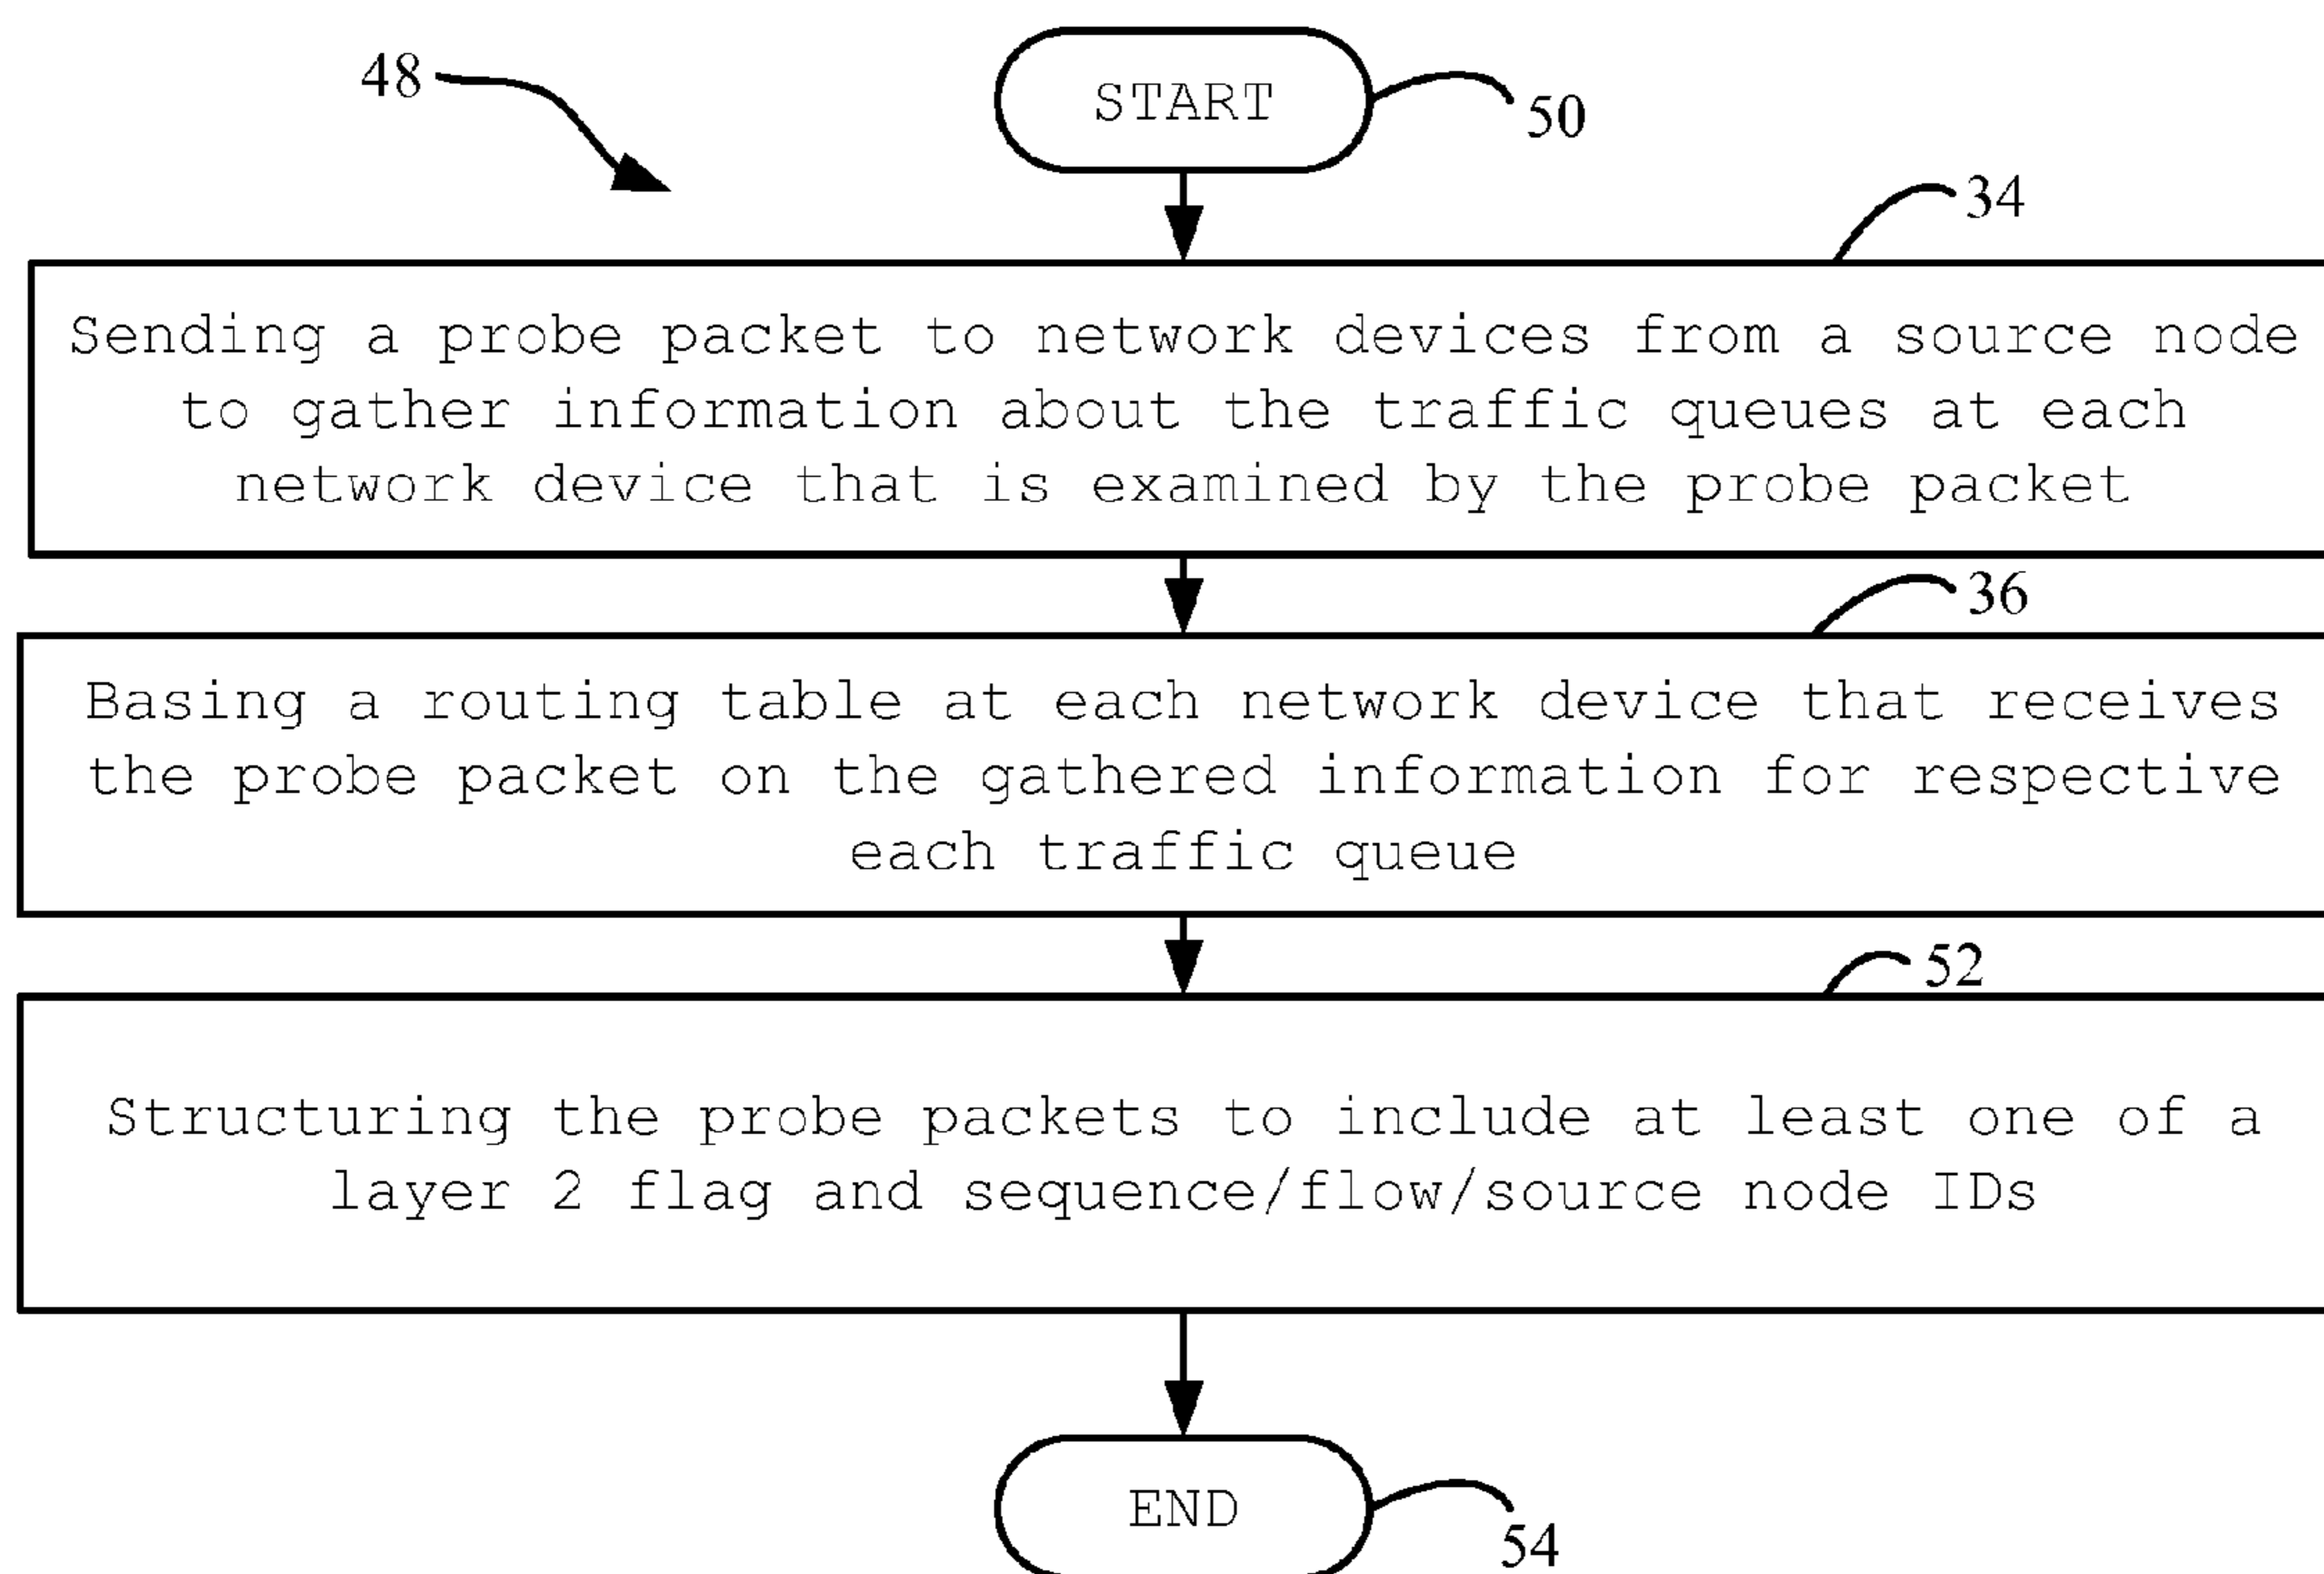 48
START
50
34
Sending a probe packet to network devices from a source node
to gather information about the traffic queues at each
network device that is examined by the probe packet
36
Basing a routing table at each network device that receives
the probe packet on the gathered information for respective
each traffic queue
52
Structuring the probe packets to include at least one of a
layer 2 flag and sequence/flow/source node IDs
END
54